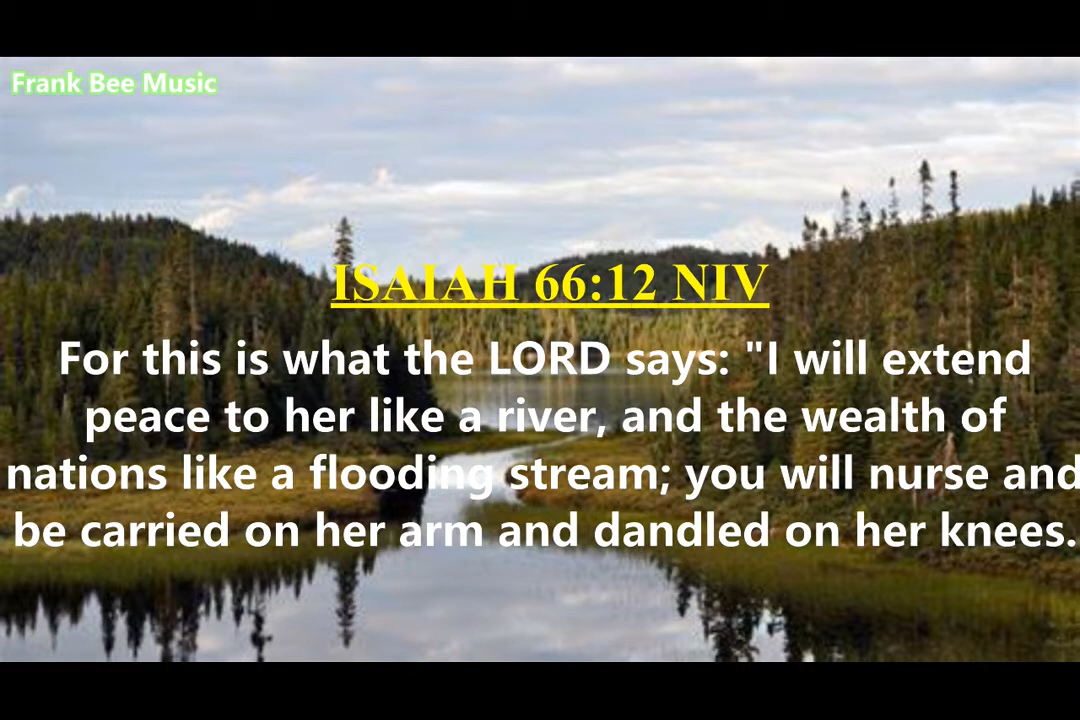 Frank Bee Music
ISAIAH 66:12 NIV
For this is what the LORD says: "I will extend
peace to her like a river, and the wealth of
nations like a flooding stream; you will nurse and
be carried on her arm and dandled on her knees.